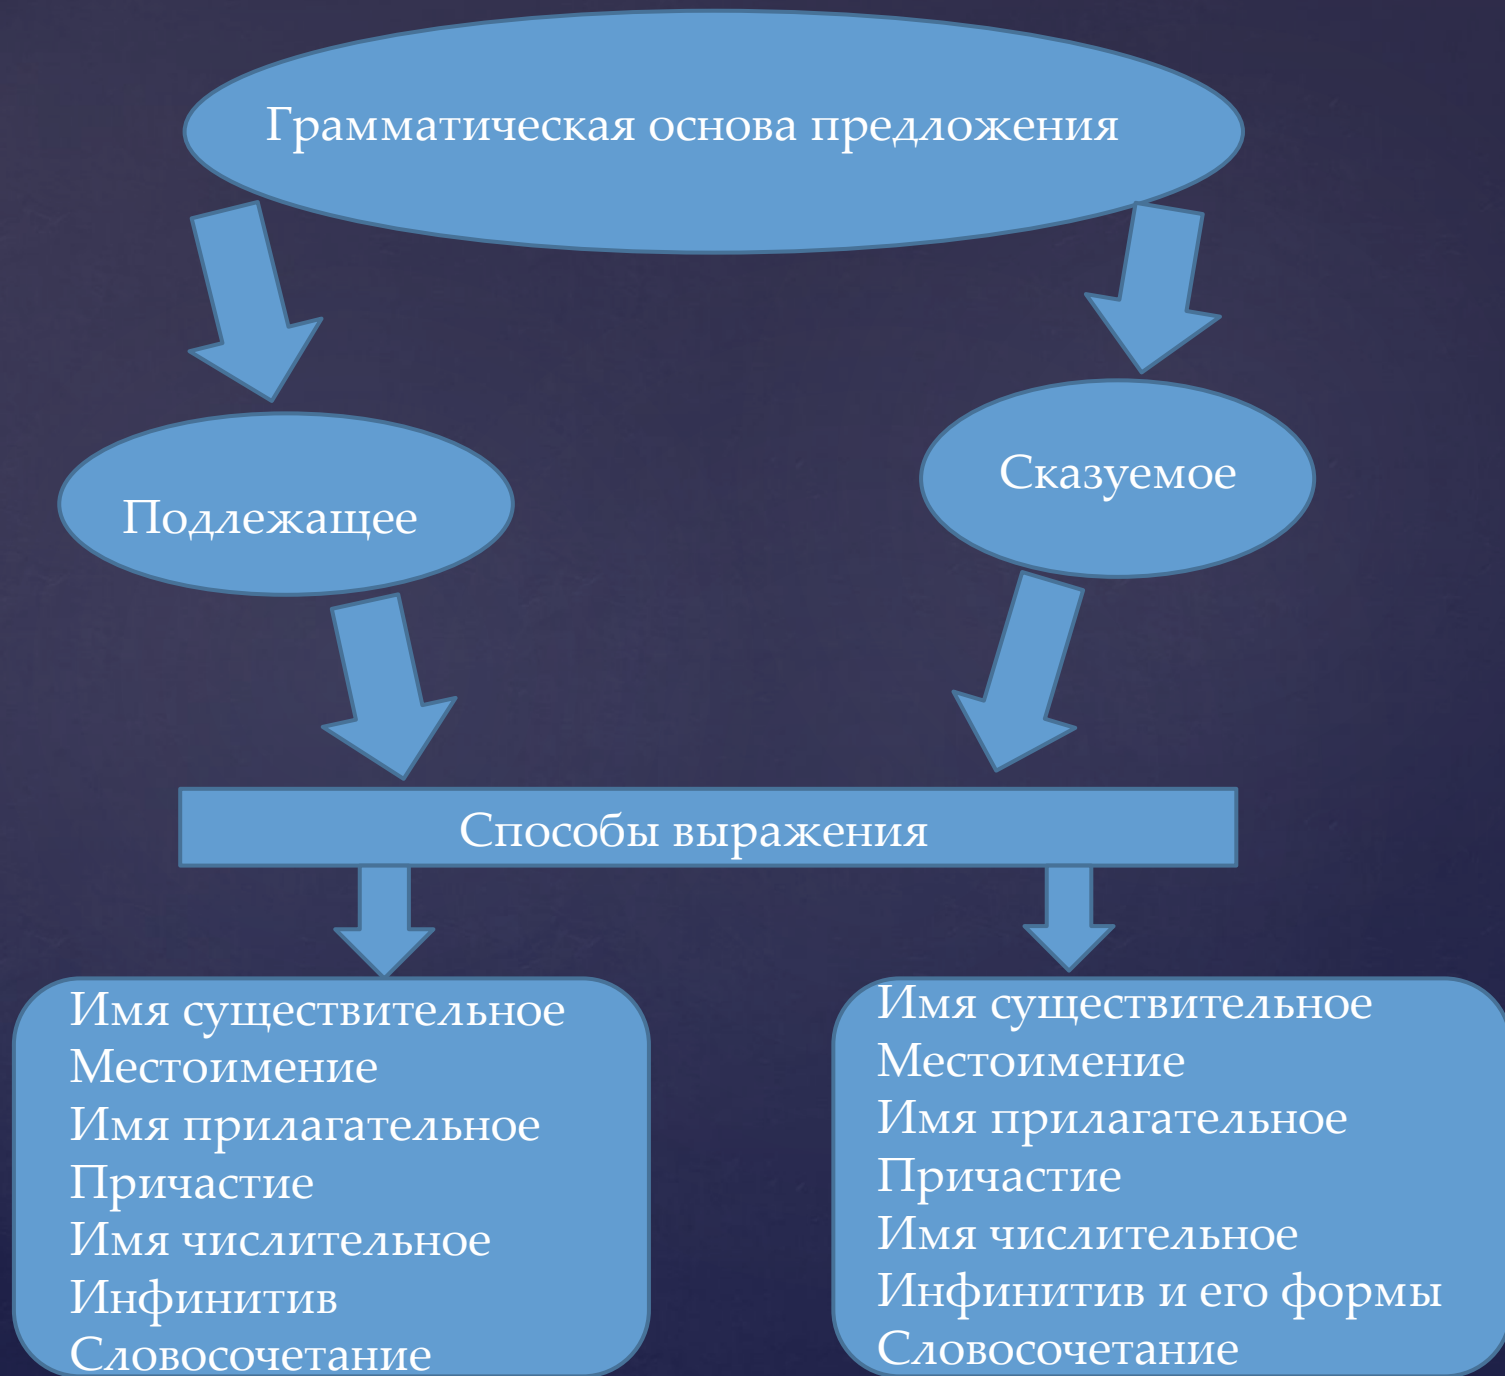 Грамматическая основа предложения
Подлежащее
Сказуемое
Способы выражения
Имя существительное
Местоимение
Имя прилагательное
Причастие
Имя числительное
Инфинитив
Словосочетание
Имя существительное
Местоимение
Имя прилагательное
Причастие
Имя числительное
Инфинитив и его формы
Словосочетание